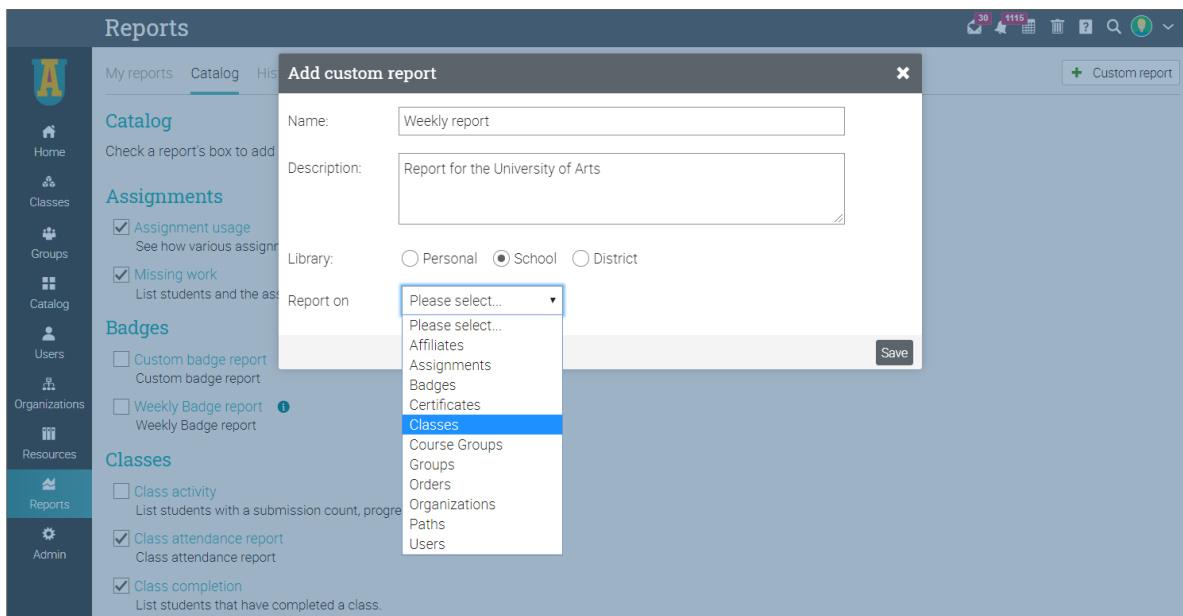 Reports
30
1115
A
My reports Catalog His
+ Custom report
Home
Classes
Groups
Catalog
Users
Organizations
Resources
Reports
Admin
Catalog
Check a report's box to add
Assignments
Assignment usage
See how various assignm
Missing work
List students and the ass
Badges
Custom badge report
Custom badge report
Weekly Badge report
Weekly Badge report
Classes
Class activity
List students with a submission count, progre
Class attendance report
Class attendance report
Class completion
List students that have completed a class.
Add custom report
Name: Weekly report
Description: Report for the University of Arts
Library: Personal School District
Report on Please select...
Please select...
Affiliates
Assignments
Badges
Certificates
Classes
Course Groups
Groups
Orders
Organizations
Paths
Users
Save